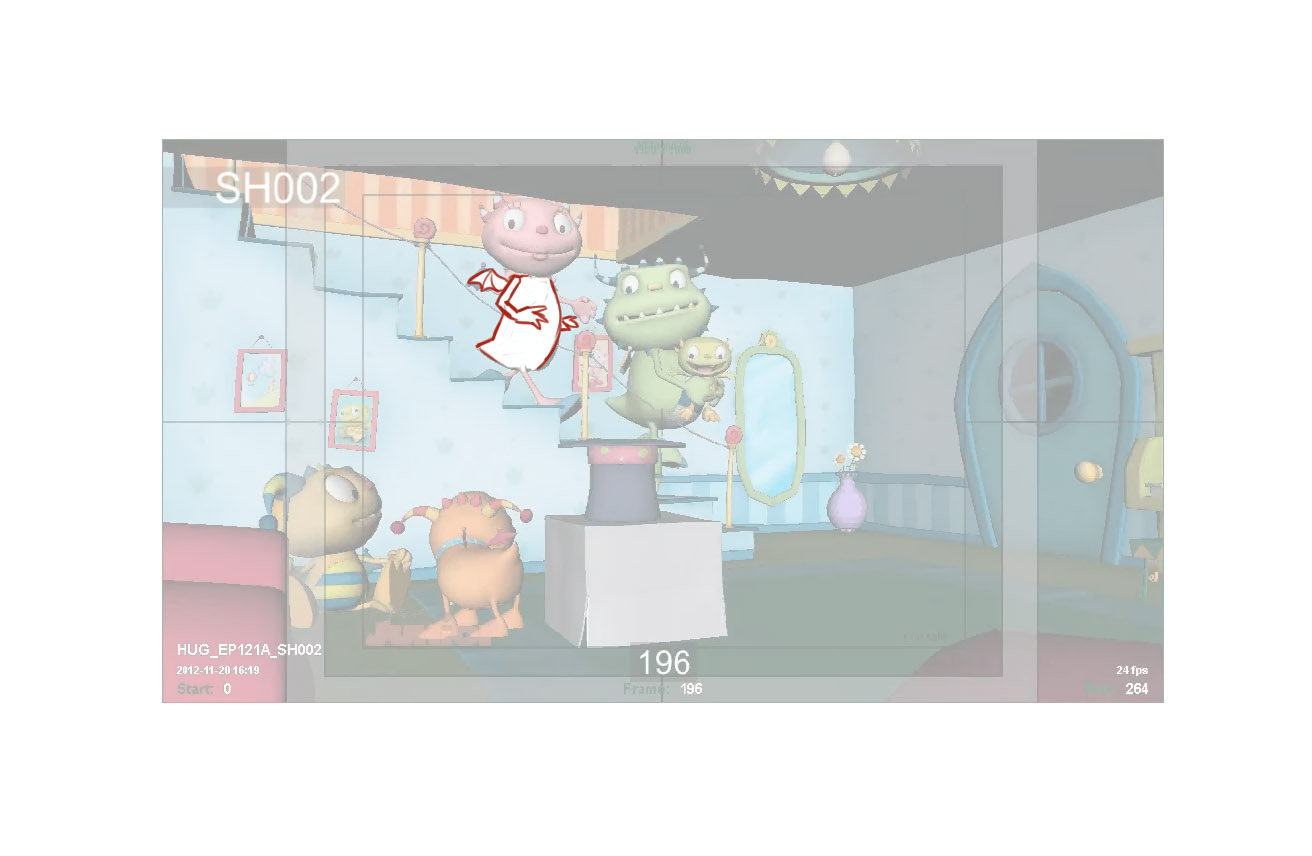 SH002
HUG_EP121A_SH002
2012-11-20 16:19
Start: 0
196
Frame: 196
24 fps
264